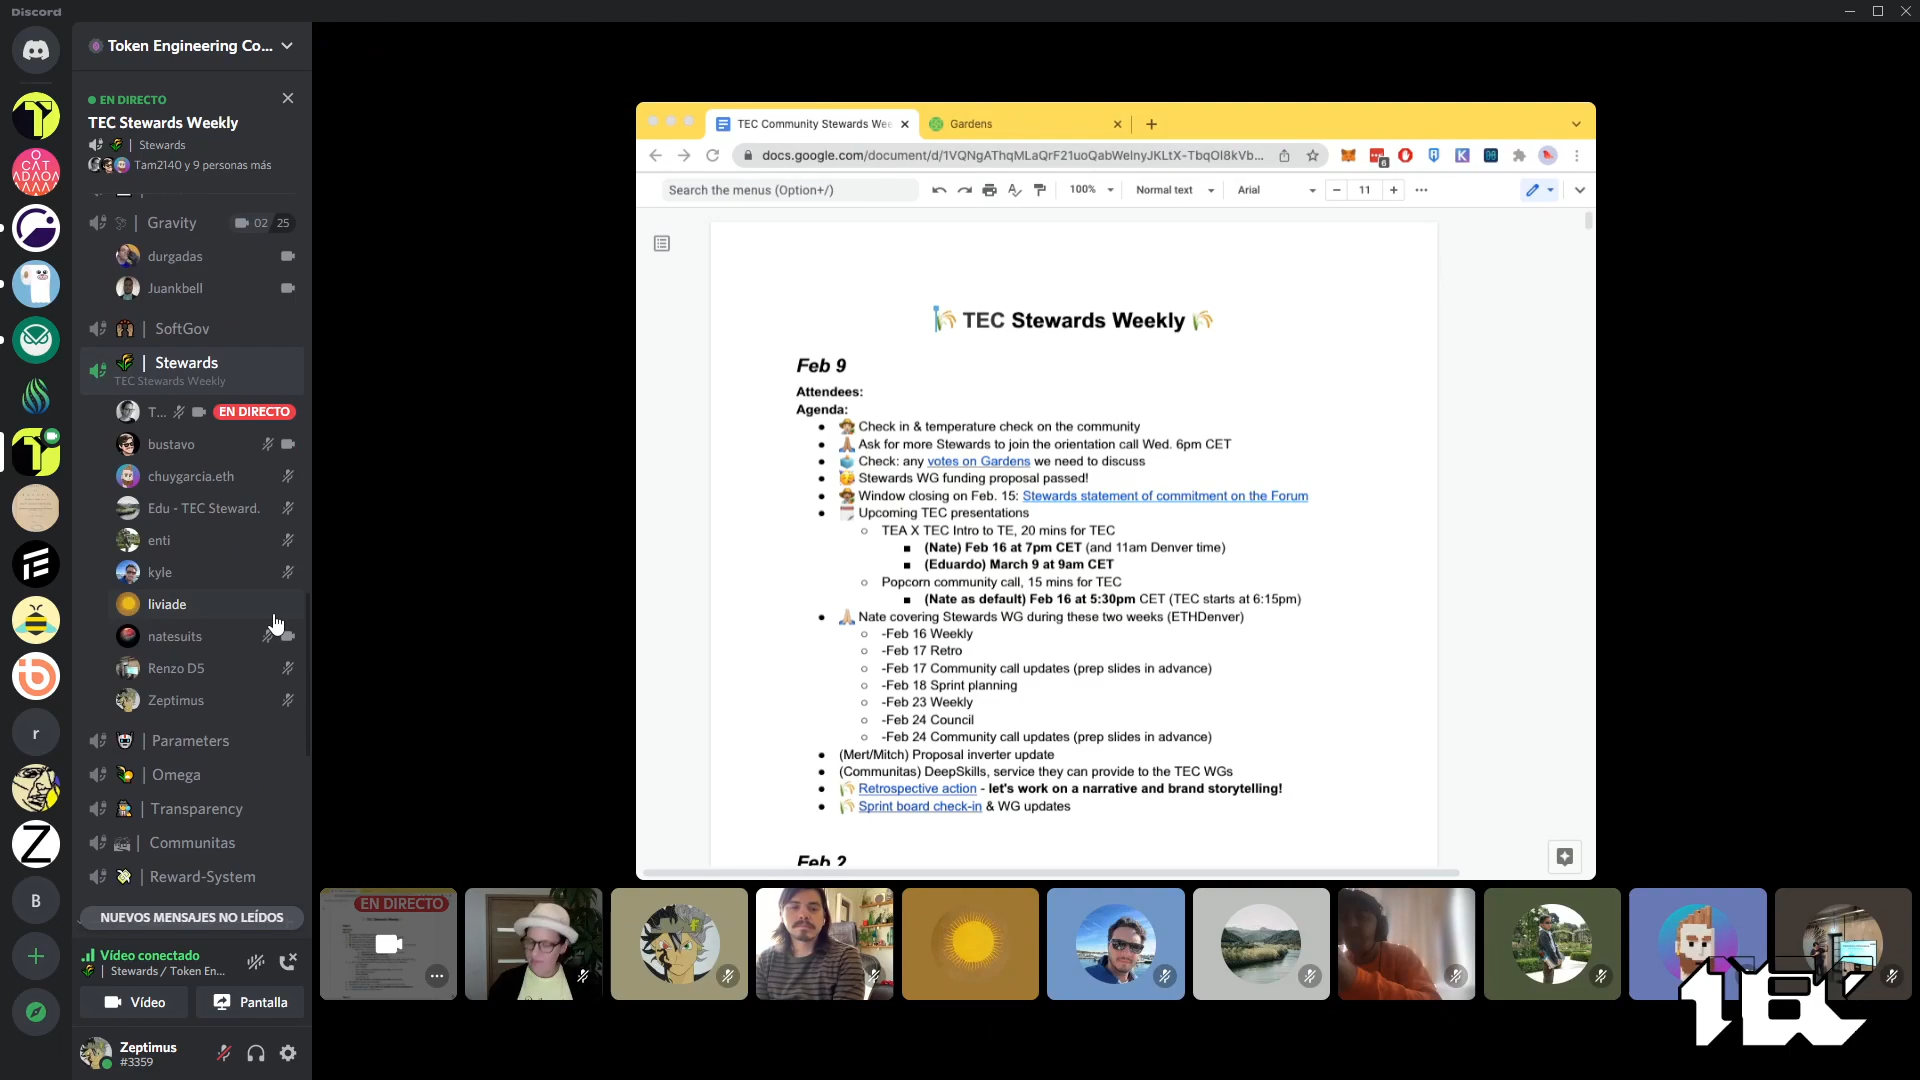 Discord
Token Engineering Co...
EN DIRECTO
TEC Stewards Weekly
| Stewards
Tam2140 y 9 personas más
| Gravity 02 25
durgadas
Juankbell
| SoftGov
| Stewards
TEC Stewards Weekly
T... EN DIRECTO
bustavo
chuygarcia.eth
Edu - TEC Steward.
enti
kyle
liviade
natesuits
Renzo D5
Zeptimus
| Parameters
| Omega
| Transparency
| Communitas
| Reward-System
NUEVOS MENSAJES NO LEÍDOS
Vídeo conectado
| Stewards / Token En...
Vídeo Pantalla
Zeptimus
#3359
r
B
TEC Community Stewards Wee
Gardens
docs.google.com/document/d/1VQNgAThqMLaQrF21uoQabWeInyJKLtX-TbqOl8kVb...
Search the menus (Option+/) 100% Normal text Arial 11
TEC Stewards Weekly
Feb 9
Attendees:
Agenda:
Check in & temperature check on the community
Ask for more Stewards to join the orientation call Wed. 6pm CET
Check: any votes on Gardens we need to discuss
Stewards WG funding proposal passed!
Window closing on Feb. 15: Stewards statement of commitment on the Forum
Upcoming TEC presentations
TEA X TEC Intro to TE, 20 mins for TEC
(Nate) Feb 16 at 7pm CET (and 11am Denver time)
(Eduardo) March 9 at 9am CET
Popcorn community call, 15 mins for TEC
(Nate as default) Feb 16 at 5:30pm CET (TEC starts at 6:15pm)
Nate covering Stewards WG during these two weeks (ETHDenver)
-Feb 16 Weekly
-Feb 17 Retro
-Feb 17 Community call updates (prep slides in advance)
-Feb 18 Sprint planning
-Feb 23 Weekly
-Feb 24 Council
-Feb 24 Community call updates (prep slides in advance)
(Mert/Mitch) Proposal inverter update
(Communitas) DeepSkills, service they can provide to the TEC WGs
Retrospective action - let's work on a narrative and brand storytelling!
Sprint board check-in & WG updates
Feb 2
EN DIRECTO
TEC